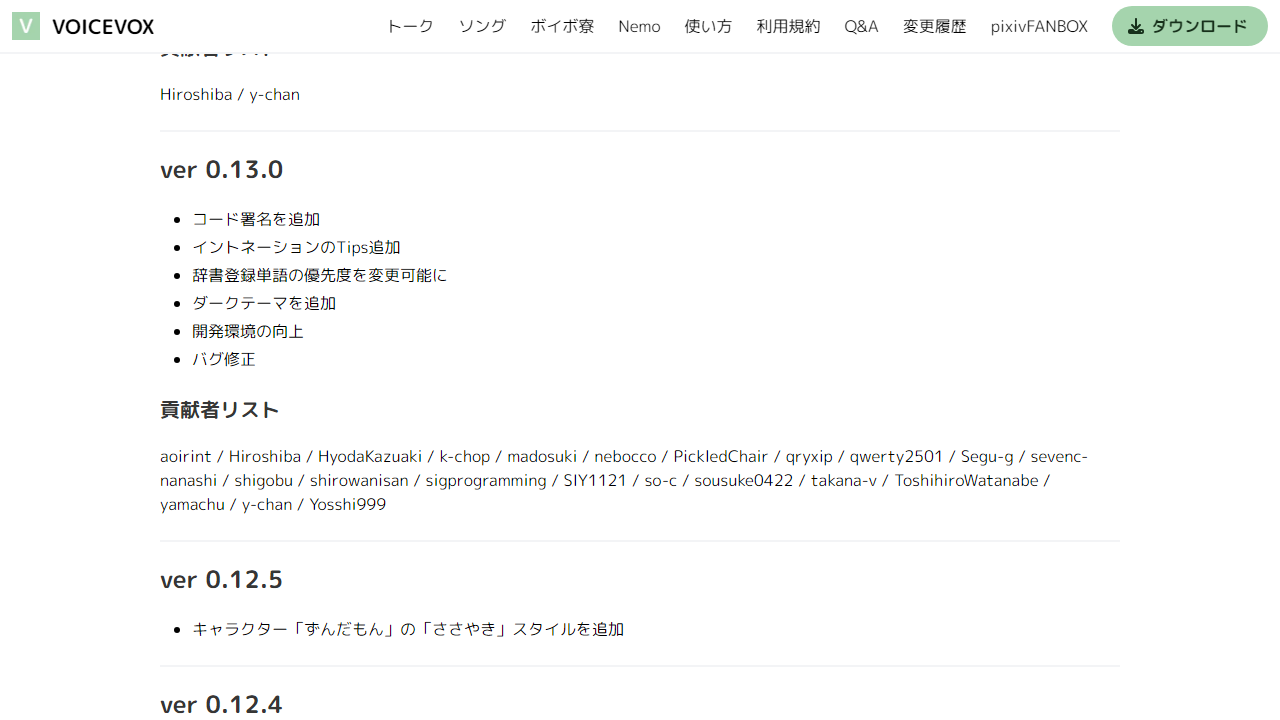 VOICEVOX
トーク ソング ボイボ寮 Nemo 使い方 利用規約 Q&A 変更履歴 pixivFANBOX ダウンロード
貢献者リスト
Hiroshiba / y-chan
ver 0.13.0
コード署名を追加
イントネーションのTips追加
辞書登録単語の優先度を変更可能に
ダークテーマを追加
開発環境の向上
バグ修正
貢献者リスト
aoirint / Hiroshiba / HyodaKazuaki / k-chop / madosuki / nebocco / PickledChair / qryxip / qwerty2501 / Segu-g / sevenc-
nanashi / shigobu / shirowanisan / sigprogramming / SIY1121 / so-c / sousuke0422 / takana-v / ToshihiroWatanabe /
yamachu / y-chan / Yosshi999
ver 0.12.5
キャラクター「ずんだもん」の「ささやき」スタイルを追加
ver 0.12.4